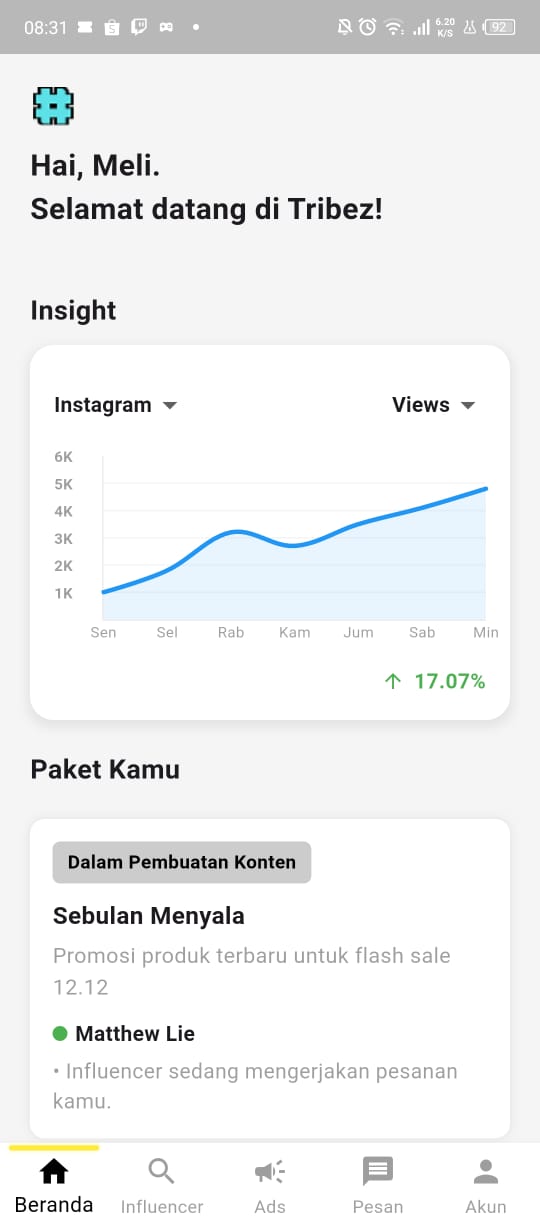 08:31 6.20 K/S 92
Hai, Meli.
Selamat datang di Tribez!
Insight
Instagram Views
6K
5K
4K
3K
2K
1K
Sen Sel Rab Kam Jum Sab Min
↑ 17.07%
Paket Kamu
Dalam Pembuatan Konten
Sebulan Menyala
Promosi produk terbaru untuk flash sale
12.12
Matthew Lie
• Influencer sedang mengerjakan pesanan
kamu.
Beranda Influencer Ads Pesan Akun